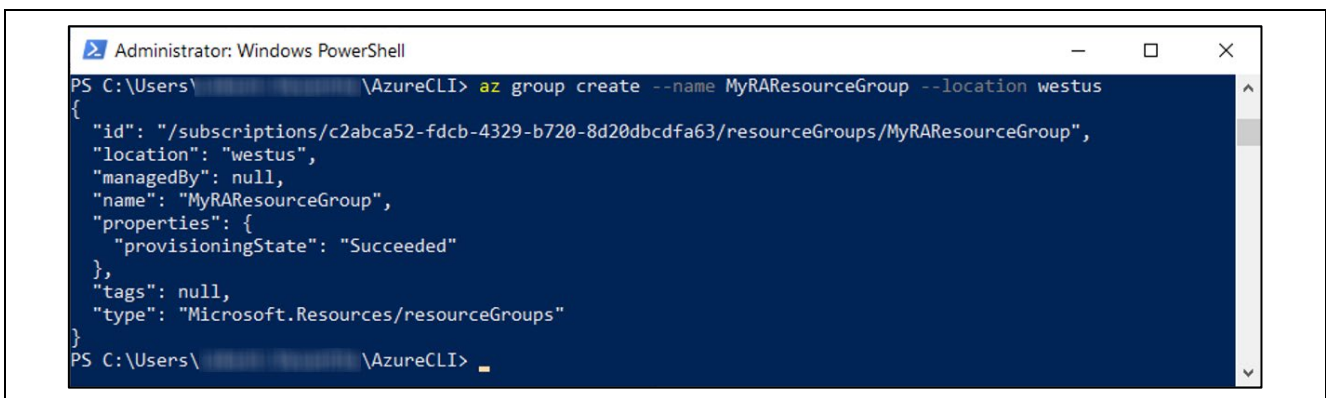 Administrator: Windows PowerShell
PS C:\Users\ \AzureCLI> az group create --name MyRAResourceGroup --location westus
{
  "id": "/subscriptions/c2abca52-fdcb-4329-b720-8d20dbcdfa63/resourceGroups/MyRAResourceGroup",
  "location": "westus",
  "managedBy": null,
  "name": "MyRAResourceGroup",
  "properties": {
    "provisioningState": "Succeeded"
  },
  "tags": null,
  "type": "Microsoft.Resources/resourceGroups"
}
PS C:\Users\ \AzureCLI>